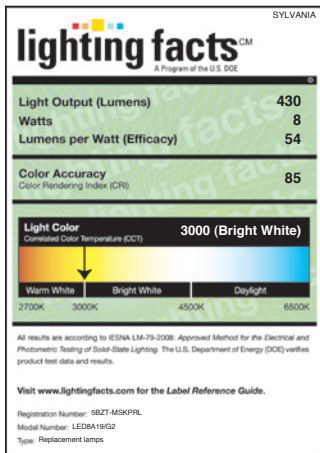 SYLVANIA
lighting facts CM
A Program of the U.S. DOE
Light Output (Lumens) 430
Watts 8
Lumens per Watt (Efficacy) 54
Color Accuracy 85
Color Rendering Index (CRI)
Light Color 3000 (Bright White)
Correlated Color Temperature (CCT)
Warm White Bright White Daylight
2700K 3000K 4500K 6500K
All results are according to IESNA LM-79-2008: Approved Method for the Electrical and
Photometric Testing of Solid-State Lighting. The U.S. Department of Energy (DOE) verifies
product test data and results.
Visit www.lightingfacts.com for the Label Reference Guide.
Registration Number: 5BZT-MSKPRL
Model Number: LED8A19/G2
Type: Replacement lamps